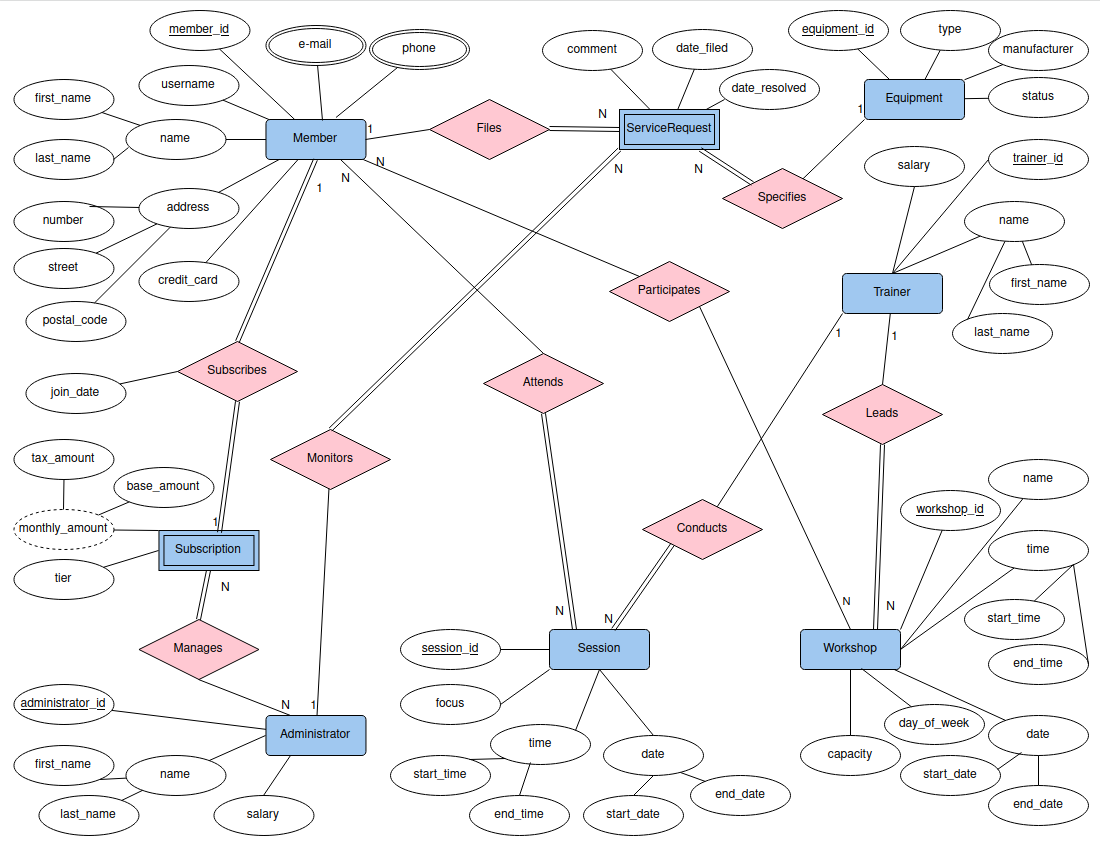 member_id
e-mail
phone
username
first_name
name
last_name
Member
1
N
N
1
address
number
street
postal_code
credit_card
Files
N
comment
date_filed
date_resolved
ServiceRequest
N
N
equipment_id
type
manufacturer
status
Equipment
1
Specifies
salary
trainer_id
name
first_name
last_name
Trainer
1
1
Participates
Subscribes
join_date
Attends
Leads
Monitors
tax_amount
base_amount
monthly_amount
tier
1
Subscription
N
Conducts
workshop_id
name
time
start_time
end_time
Manages
N
N
N
N
session_id
Session
focus
time
start_time
end_time
date
start_date
end_date
Workshop
capacity
day_of_week
date
start_date
end_date
administrator_id
N
1
Administrator
first_name
name
last_name
salary